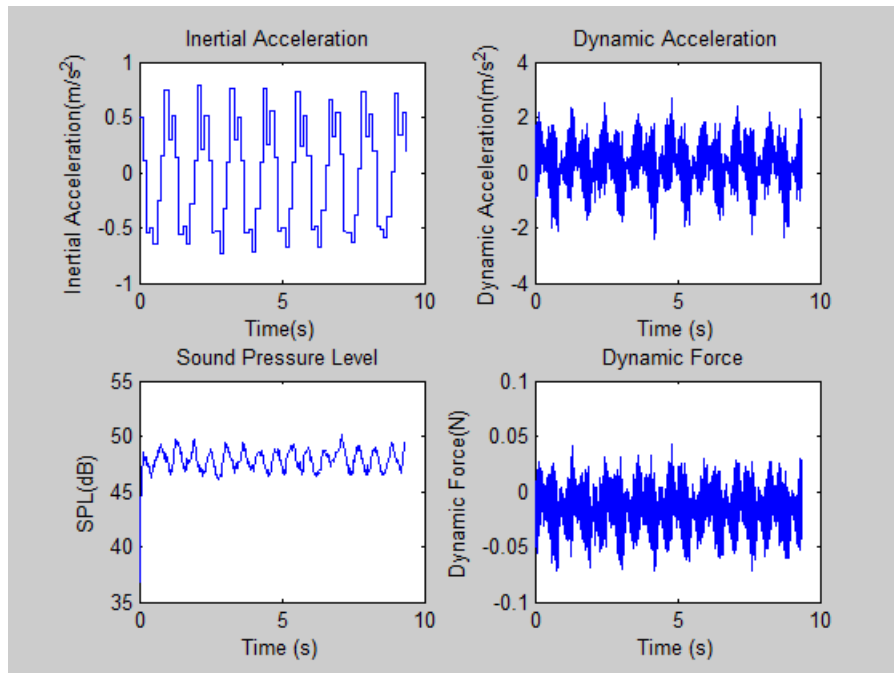 Inertial Acceleration
Inertial Acceleration(m/s²)
1
0.5
0
-0.5
-1
0 5 10
Time(s)
Dynamic Acceleration
Dynamic Acceleration(m/s²)
4
2
0
-2
-4
0 5 10
Time (s)
Sound Pressure Level
SPL(dB)
55
50
45
40
35
0 5 10
Time (s)
Dynamic Force
Dynamic Force(N)
0.1
0.05
0
-0.05
-0.1
0 5 10
Time (s)